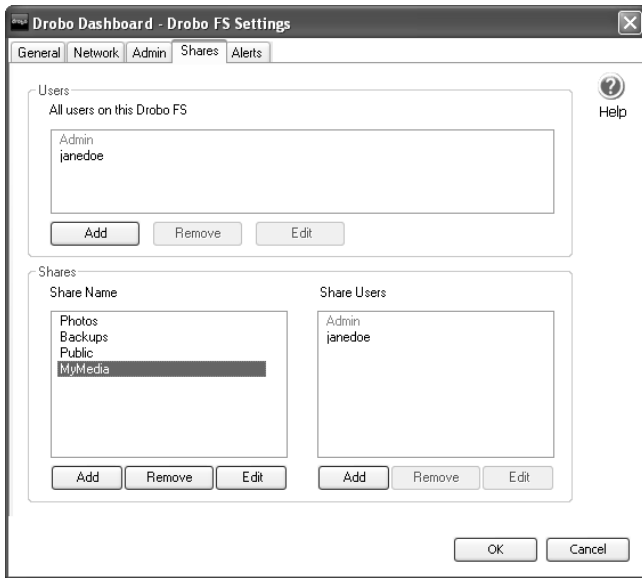 Drobo Dashboard - Drobo FS Settings
General Network Admin Shares Alerts
Users
All users on this Drobo FS
Admin
janedoe
Add Remove Edit
Help
Shares
Share Name
Photos
Backups
Public
MyMedia
Add Remove Edit
Share Users
Admin
janedoe
Add Remove Edit
OK Cancel